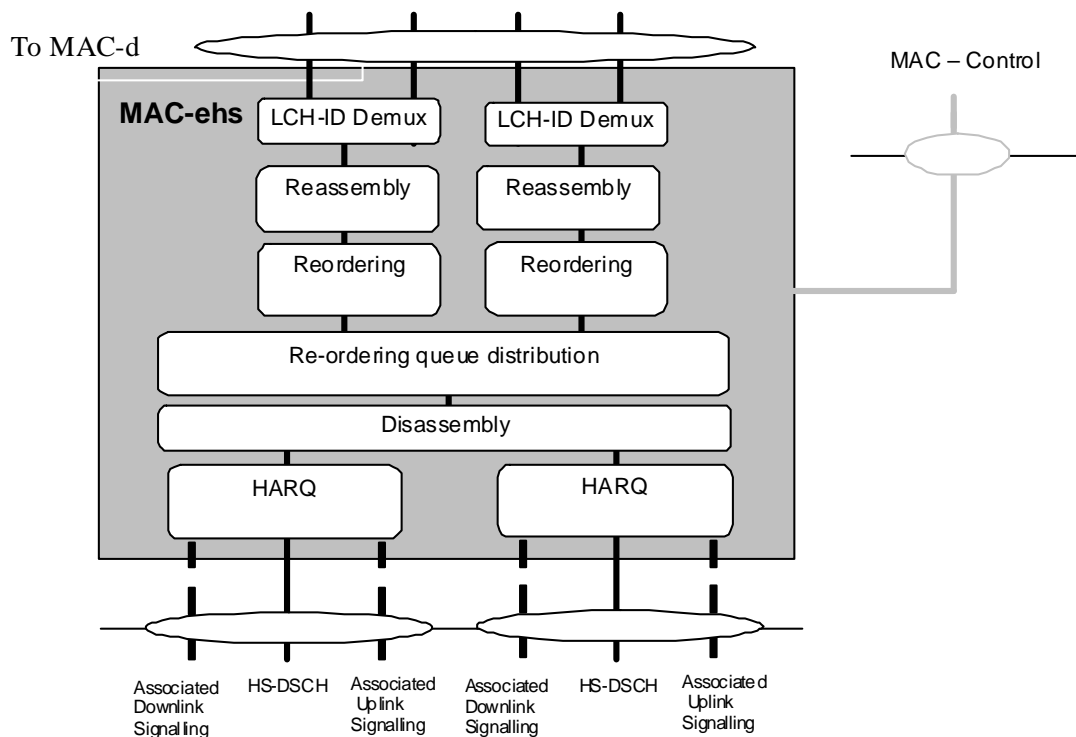 To MAC-d
MAC – Control
MAC-ehs
LCH-ID Demux
LCH-ID Demux
Reassembly
Reassembly
Reordering
Reordering
Re-ordering queue distribution
Disassembly
HARQ
HARQ
Associated
Downlink
Signalling
HS-DSCH
Associated
Uplink
Signalling
Associated
Downlink
Signalling
HS-DSCH
Associated
Uplink
Signalling